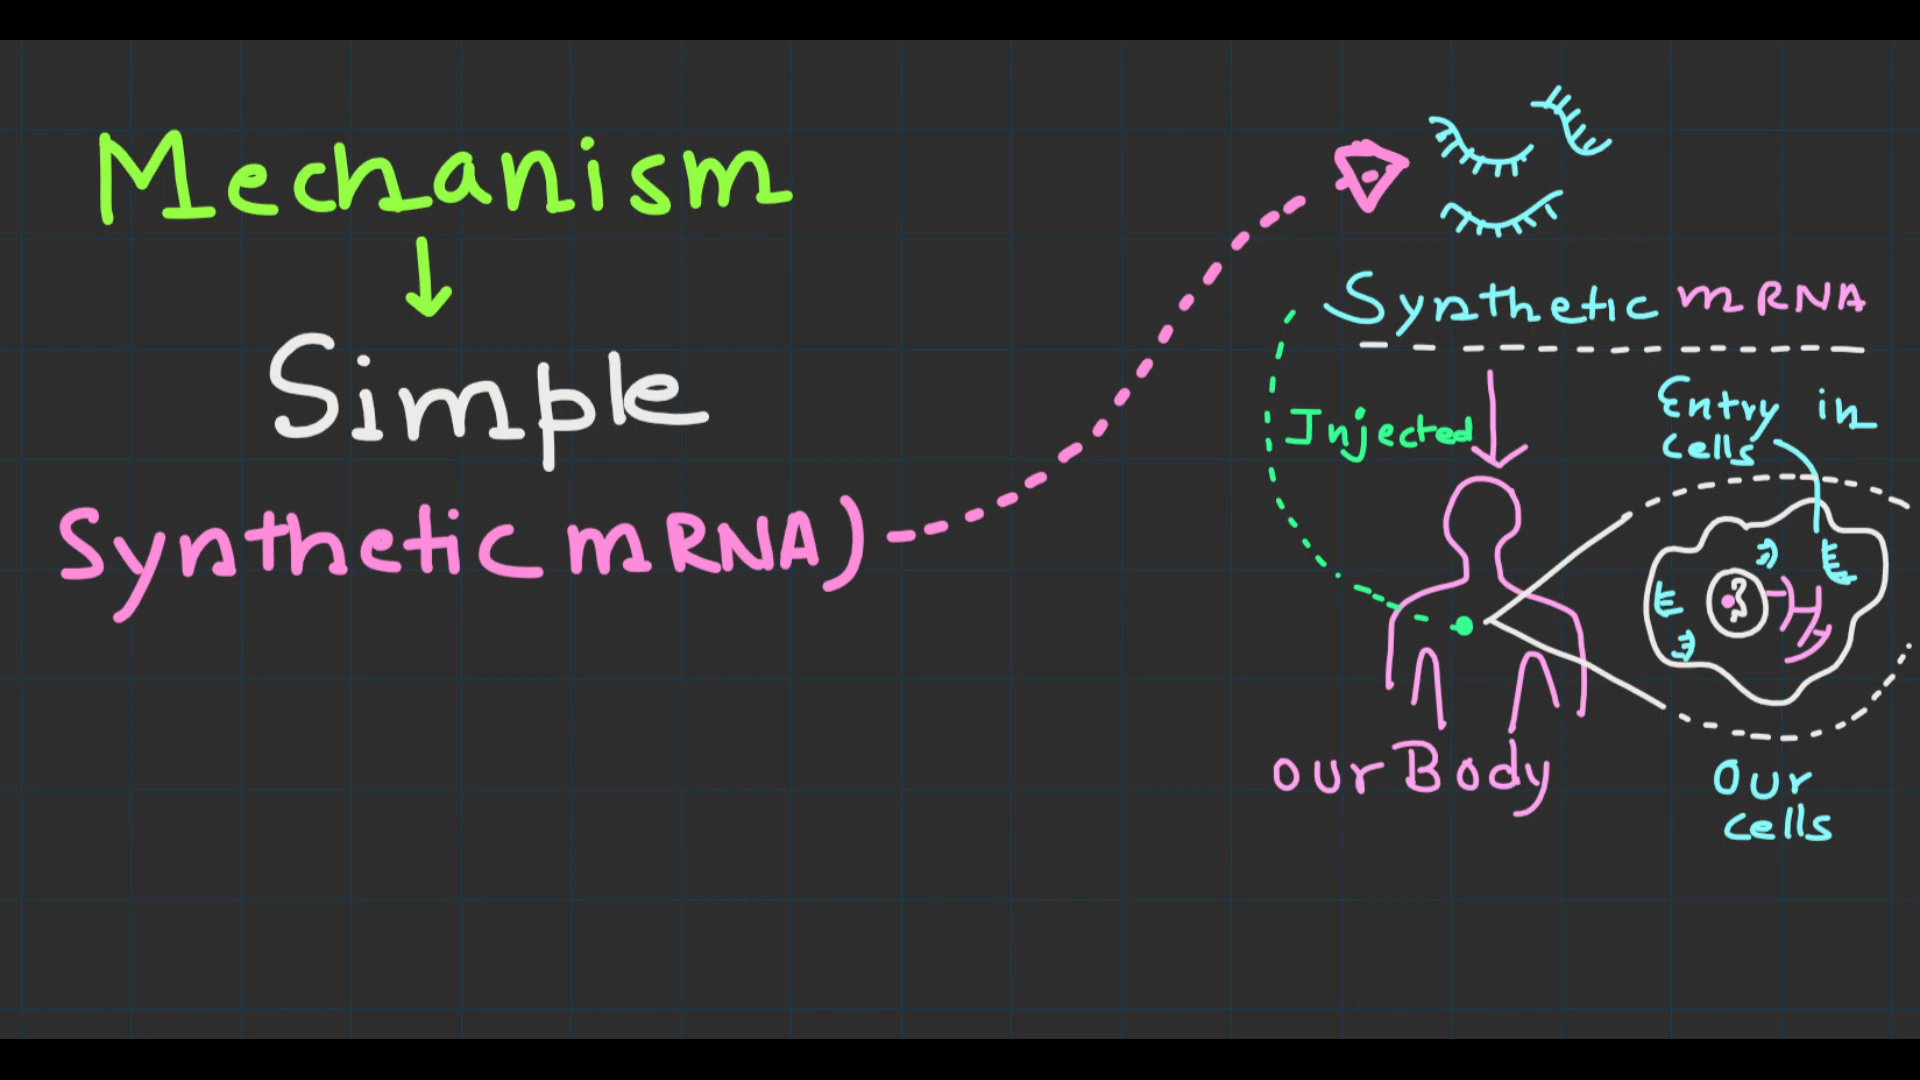 Mechanism
Simple
Synthetic mRNA)
Synthetic mRNA
Injected
Entry in
cells
our Body
Our
cells